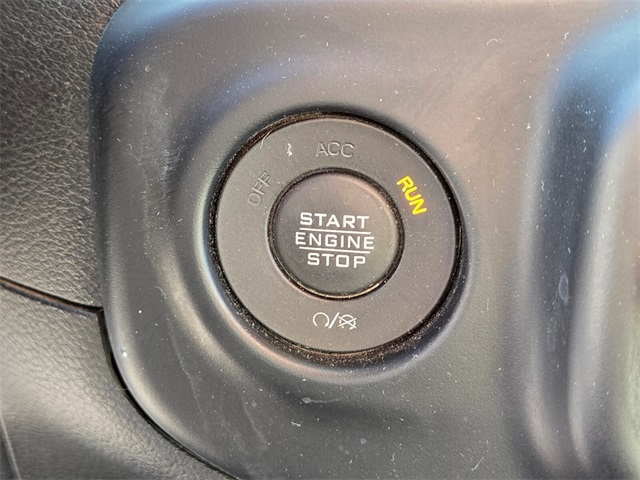 ACC
OFF
RUN
START
ENGINE
STOP